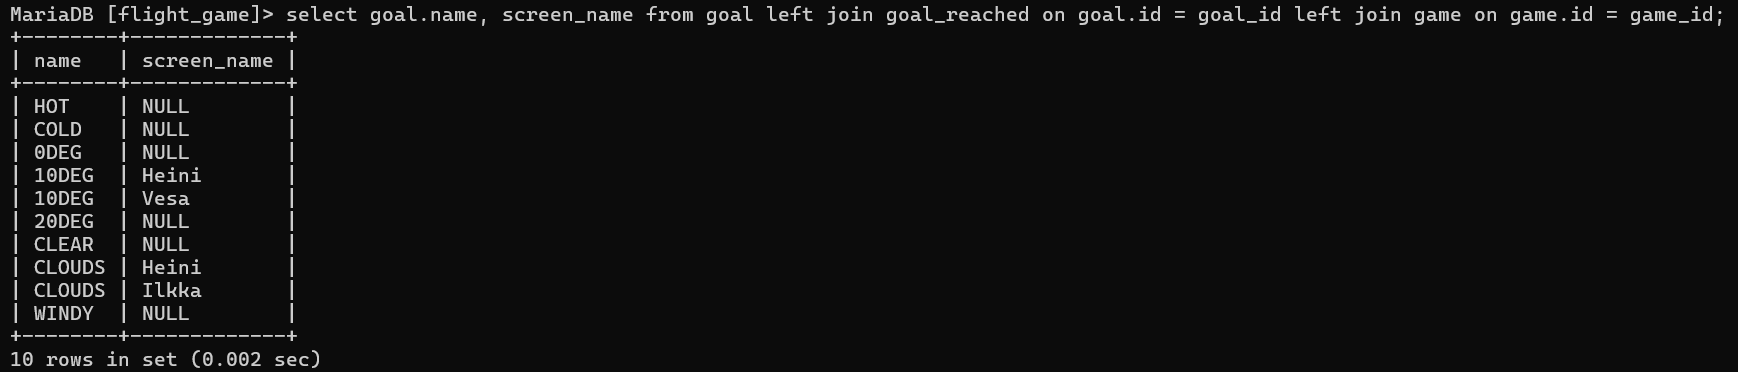 MariaDB [flight_game]> select goal.name, screen_name from goal left join goal_reached on goal.id = goal_id left join game on game.id = game_id;
+--------+-------------+
| name   | screen_name |
+--------+-------------+
| HOT    | NULL        |
| COLD   | NULL        |
| 0DEG   | NULL        |
| 10DEG  | Heini       |
| 10DEG  | Vesa        |
| 20DEG  | NULL        |
| CLEAR  | NULL        |
| CLOUDS | Heini       |
| CLOUDS | Ilkka       |
| WINDY  | NULL        |
+--------+-------------+
10 rows in set (0.002 sec)